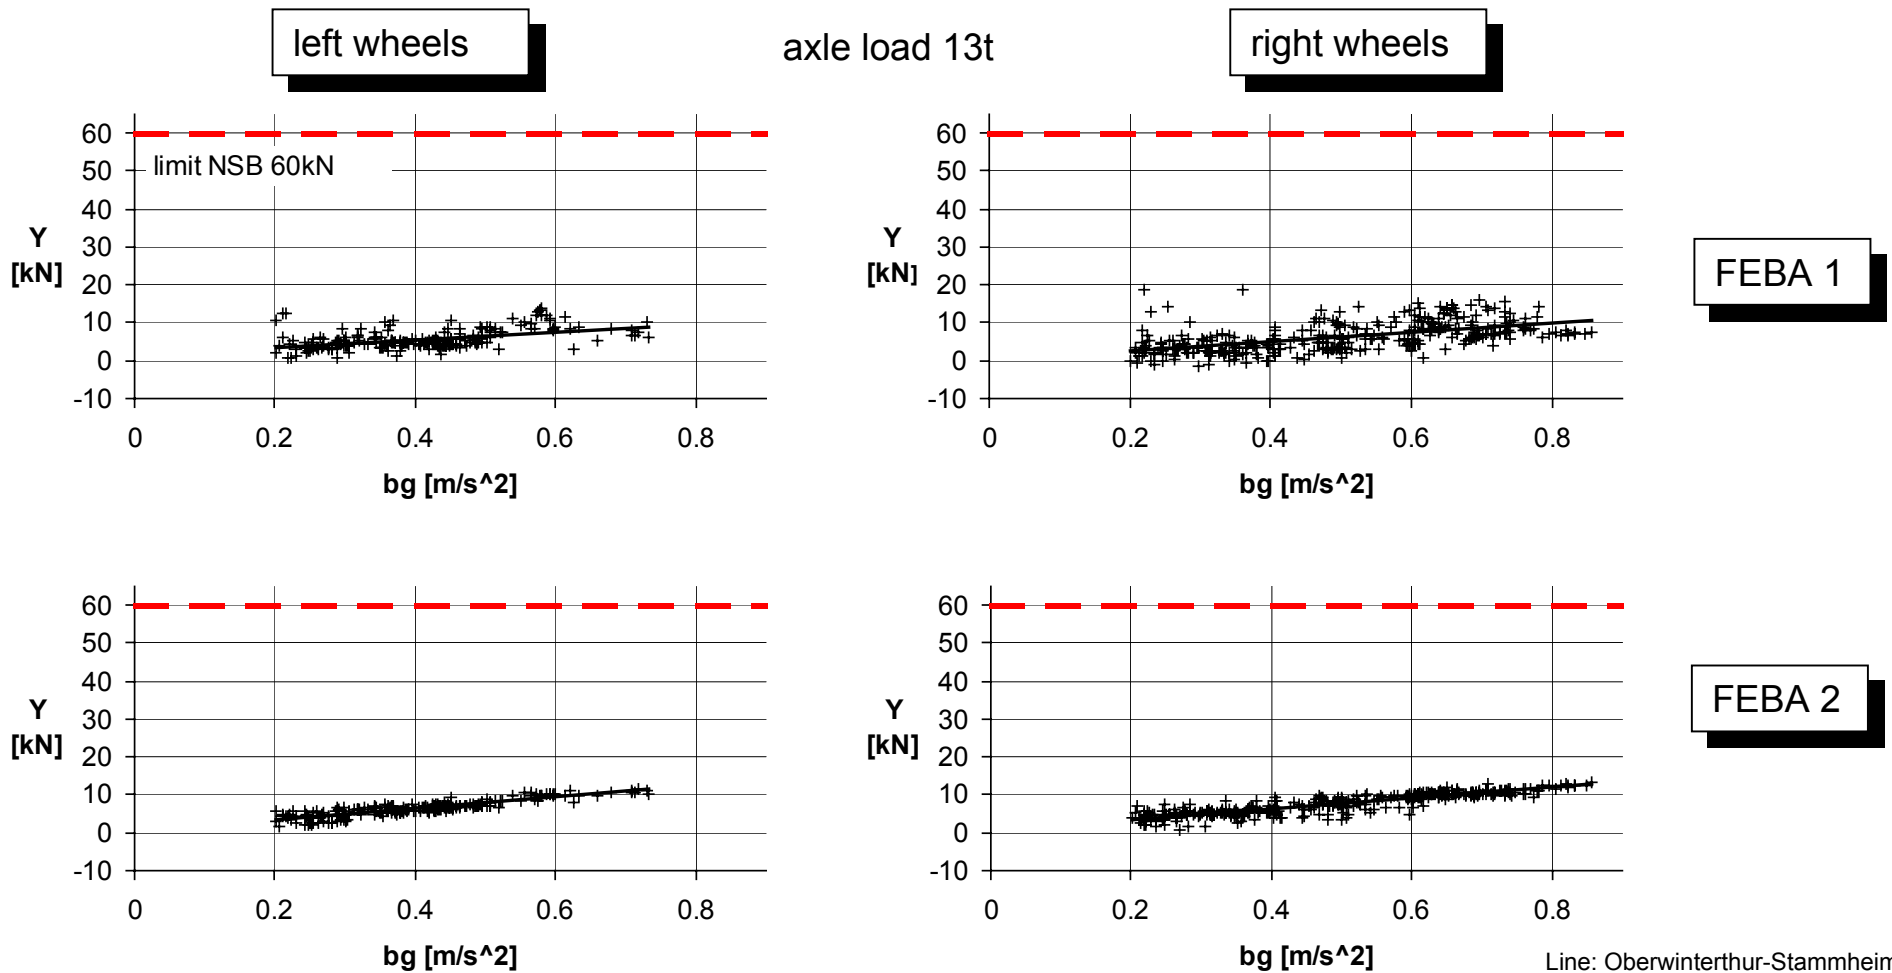 left wheels
axle load 13t
right wheels
60
50
40
30
20
10
0
-10
Y
[kN]
limit NSB 60kN
0 0.2 0.4 0.6 0.8
bg [m/s^2]
60
50
40
30
20
10
0
-10
Y
[kN]
0 0.2 0.4 0.6 0.8
bg [m/s^2]
FEBA 1
60
50
40
30
20
10
0
-10
Y
[kN]
0 0.2 0.4 0.6 0.8
bg [m/s^2]
60
50
40
30
20
10
0
-10
Y
[kN]
0 0.2 0.4 0.6 0.8
bg [m/s^2]
FEBA 2
Line: Oberwinterthur-Stammheim